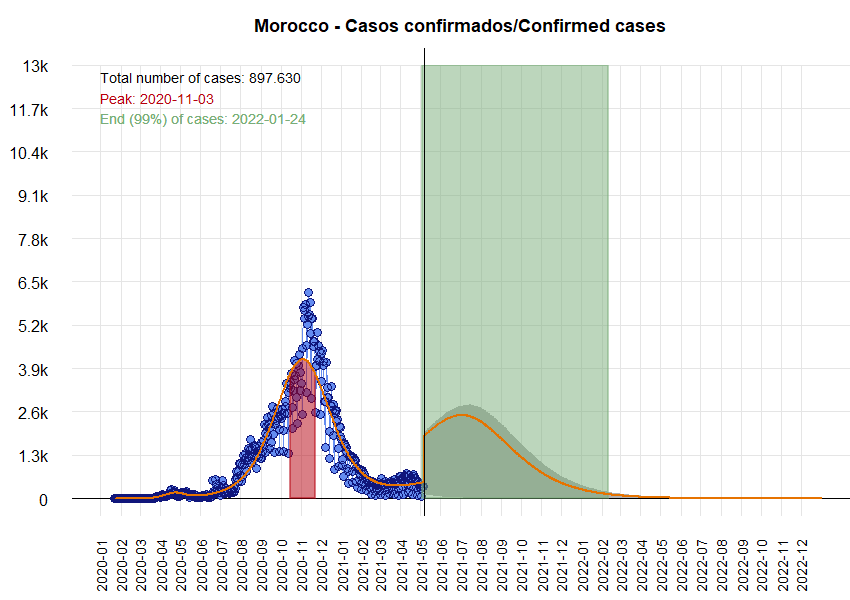 Morocco - Casos confirmados/Confirmed cases
13k
Total number of cases: 897.630
Peak: 2020-11-03
11.7k
End (99%) of cases: 2022-01-24
10.4k
9.1k
7.8k
6.5k
5.2k
3.9k
2.6k
1.3k
0
2020-01
2020-02
2020-03
2020-04
2020-05
2020-06
2020-07
2020-08
2020-09
2020-10
2020-11
2020-12
2021-01
2021-02
2021-03
2021-04
2021-05
2021-06
2021-07
2021-08
2021-09
2021-10
2021-11
2021-12
2022-01
2022-02
2022-03
2022-04
2022-05
2022-06
2022-07
2022-08
2022-09
2022-10
2022-11
2022-12